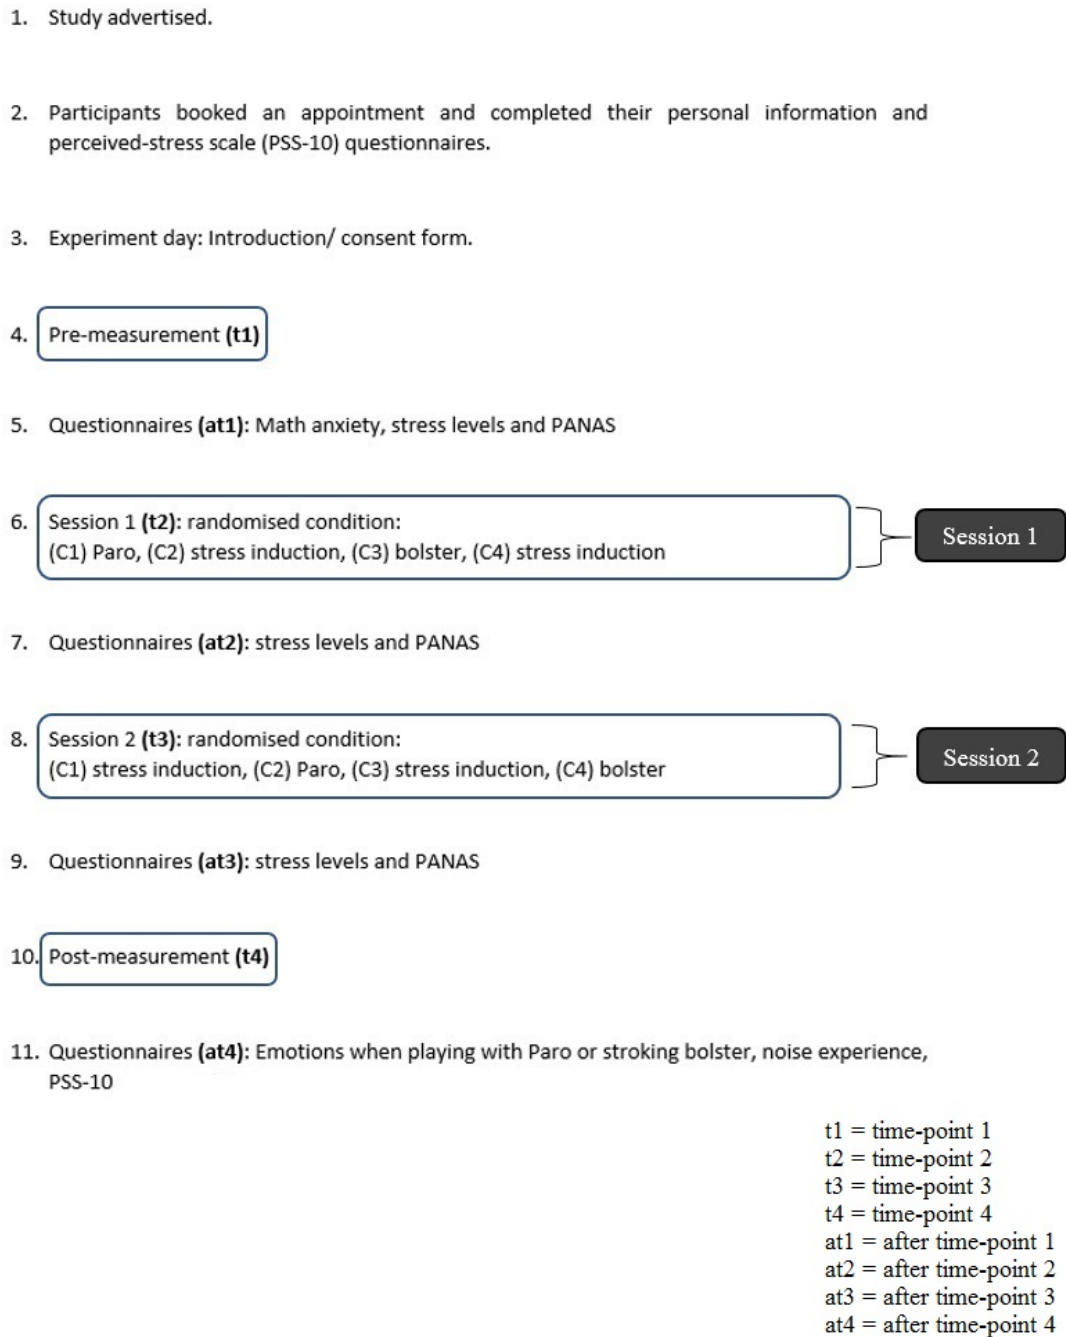 1. Study advertised.
2. Participants booked an appointment and completed their personal information and
perceived-stress scale (PSS-10) questionnaires.
3. Experiment day: Introduction/ consent form.
4. Pre-measurement (t1)
5. Questionnaires (at1): Math anxiety, stress levels and PANAS
6. Session 1 (t2): randomised condition:
(C1) Paro, (C2) stress induction, (C3) bolster, (C4) stress induction
Session 1
7. Questionnaires (at2): stress levels and PANAS
8. Session 2 (t3): randomised condition:
(C1) stress induction, (C2) Paro, (C3) stress induction, (C4) bolster
Session 2
9. Questionnaires (at3): stress levels and PANAS
10. Post-measurement (t4)
11. Questionnaires (at4): Emotions when playing with Paro or stroking bolster, noise experience,
PSS-10
t1 = time-point 1
t2 = time-point 2
t3 = time-point 3
t4 = time-point 4
at1 = after time-point 1
at2 = after time-point 2
at3 = after time-point 3
at4 = after time-point 4